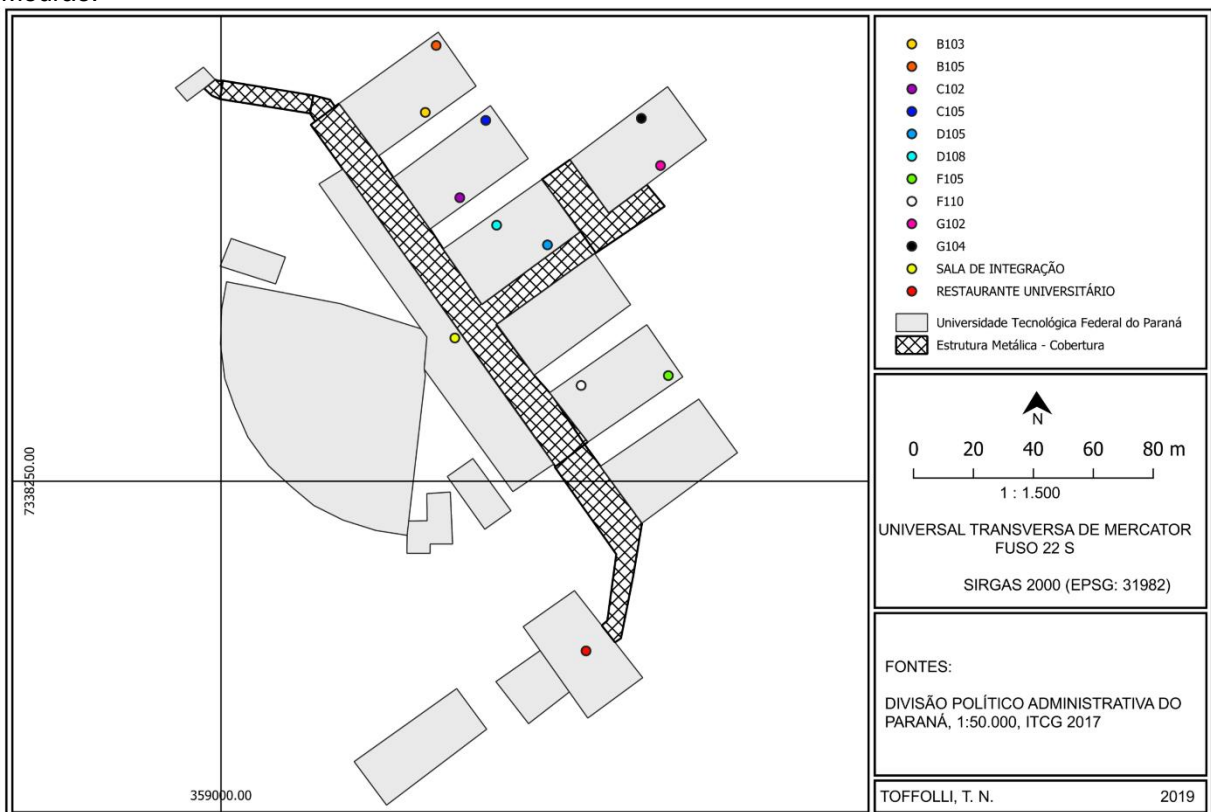 B103
B105
C102
C105
D105
D108
F105
F110
G102
G104
SALA DE INTEGRAÇÃO
RESTAURANTE UNIVERSITÁRIO
Universidade Tecnológica Federal do Paraná
Estrutura Metálica - Cobertura
N
0 20 40 60 80 m
1 : 1.500
UNIVERSAL TRANSVERSA DE MERCATOR
FUSO 22 S
SIRGAS 2000 (EPSG: 31982)
FONTES:
DIVISÃO POLÍTICO ADMINISTRATIVA DO
PARANÁ, 1:50.000, ITCG 2017
TOFFOLLI, T. N. 2019
7338250.00
359000.00